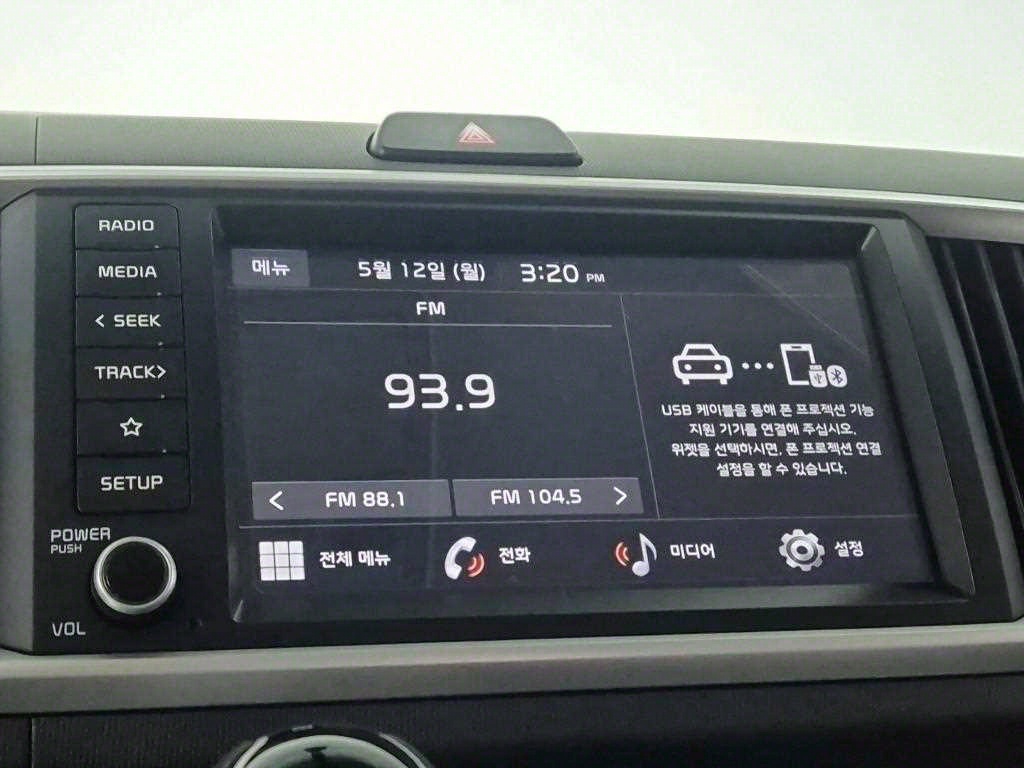 RADIO
MEDIA
< SEEK
TRACK>
SETUP
POWER
PUSH
VOL
메뉴 5월 12일 (월) 3:20 PM
FM
93.9
< FM 88.1 FM 104.5 >
USB 케이블을 통해 폰 프로젝션 기능
지원 기기를 연결해 주십시오.
위젯을 선택하시면, 폰 프로젝션 연결
설정을 할 수 있습니다.
전체 메뉴 전화 미디어 설정